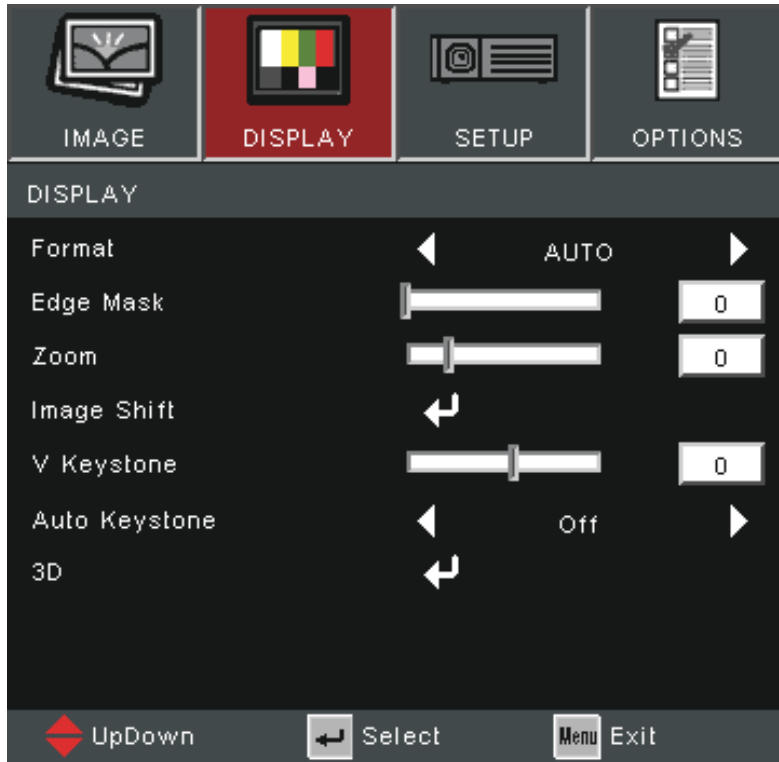 IMAGE DISPLAY SETUP OPTIONS
DISPLAY
Format AUTO
Edge Mask 0
Zoom 0
Image Shift
V Keystone 0
Auto Keystone Off
3D
UpDown Select Menu Exit